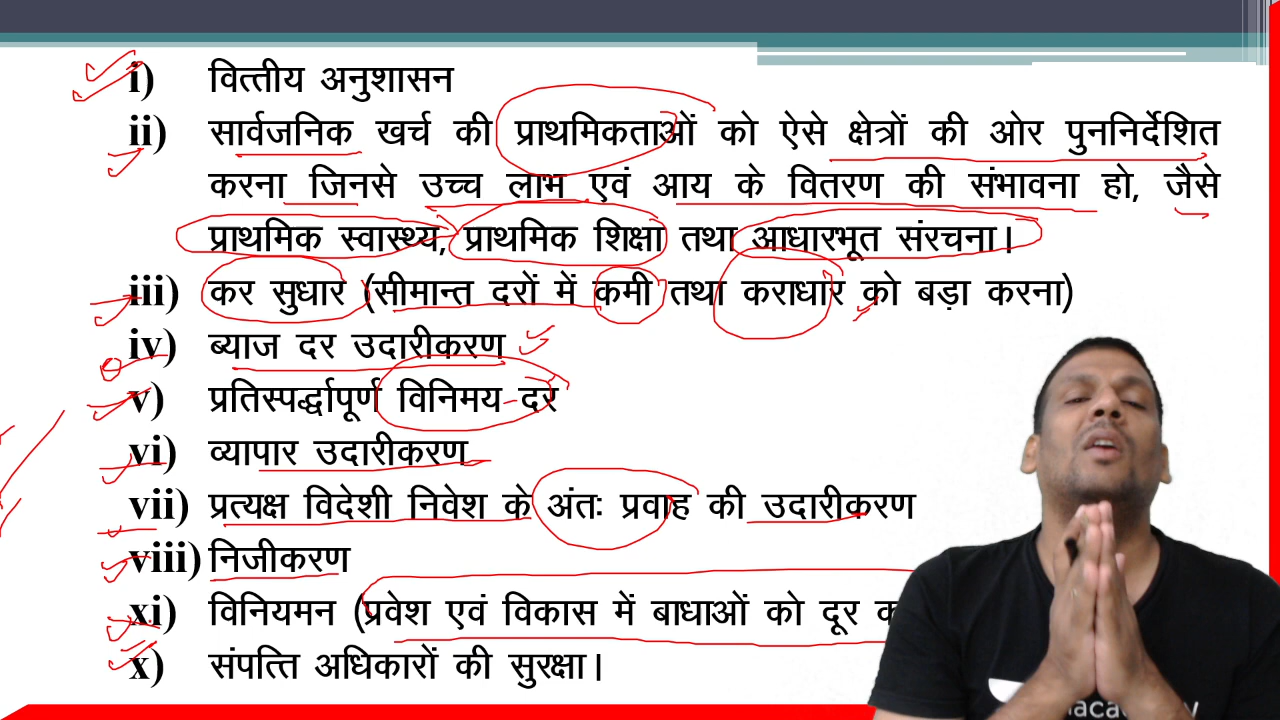 i) वित्तीय अनुशासन
ii) सार्वजनिक खर्च की प्राथमिकताओं को ऐसे क्षेत्रों की ओर पुननिर्देशित
करना जिनसे उच्च लाभ एवं आय के वितरण की संभावना हो, जैसे
प्राथमिक स्वास्थ्य, प्राथमिक शिक्षा तथा आधारभूत संरचना।
iii) कर सुधार (सीमान्त दरों में कमी तथा कराधार को बड़ा करना)
iv) ब्याज दर उदारीकरण
v) प्रतिस्पर्द्धापूर्ण विनिमय दर
vi) व्यापार उदारीकरण
vii) प्रत्यक्ष विदेशी निवेश के अंतः प्रवाह की उदारीकरण
viii) निजीकरण
xi) विनियमन (प्रवेश एवं विकास में बाधाओं को दूर
x) संपत्ति अधिकारों की सुरक्षा।